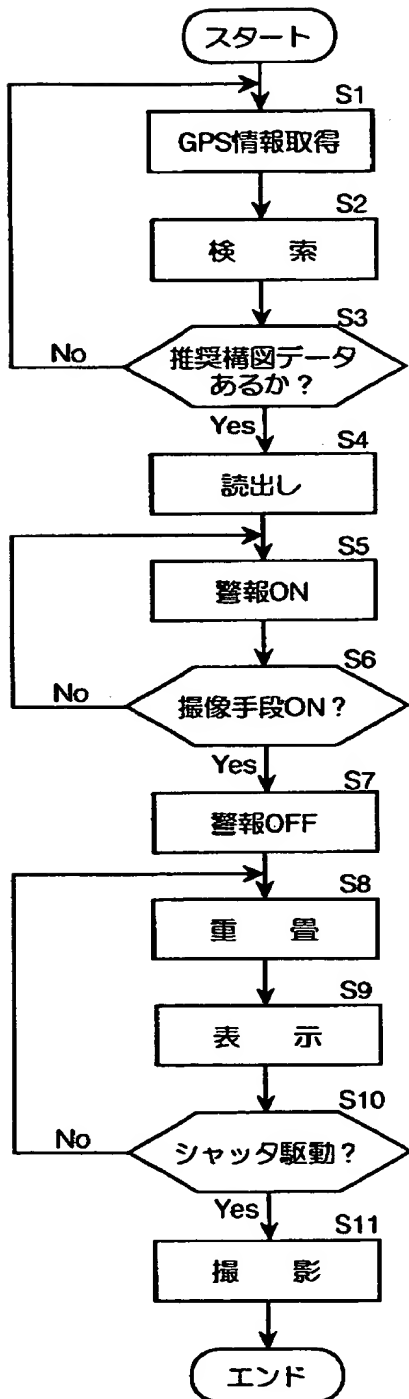 スタート
S1
GPS情報取得
S2
検 索
S3
推奨構図データ
あるか?
No
Yes
S4
読出し
S5
警報ON
S6
撮像手段ON?
No
Yes
S7
警報OFF
S8
重 畳
S9
表 示
S10
シャッタ駆動?
No
Yes
S11
撮 影
エンド